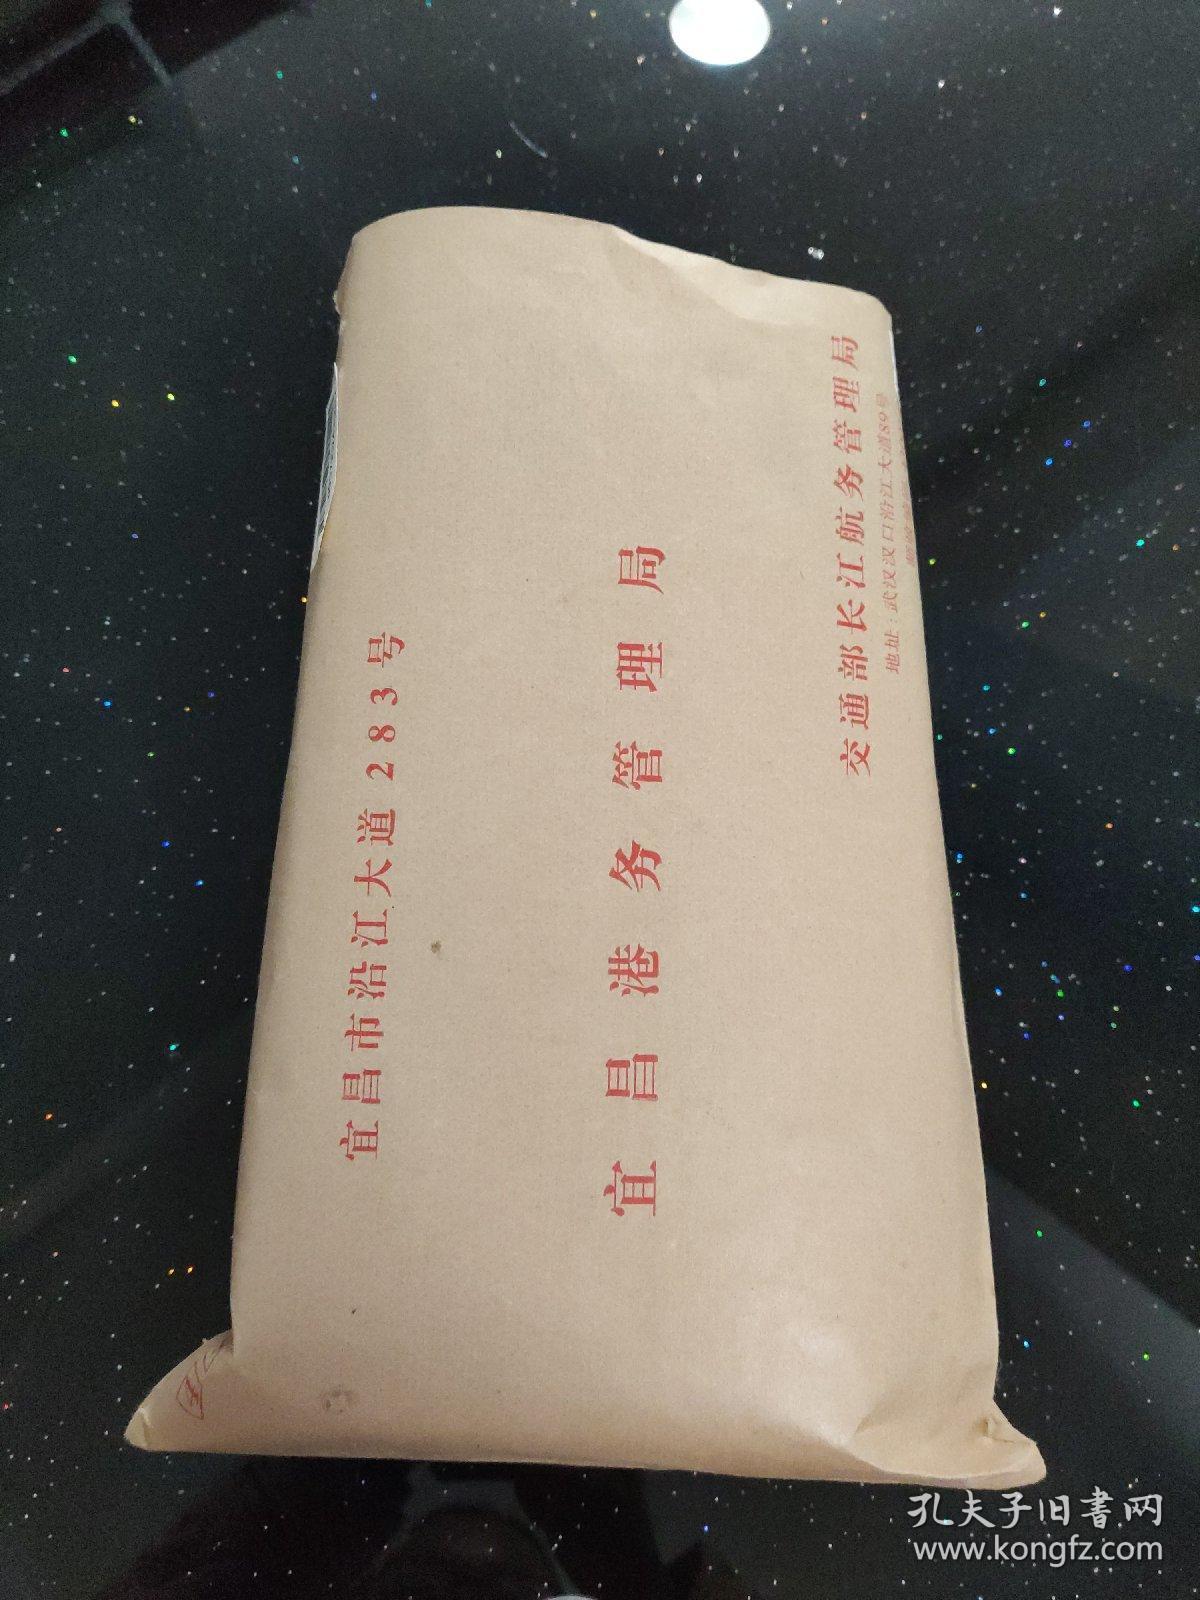 宜昌市沿江大道283号
宜昌港务管理局
交通部长江航务管理局
地址:武汉汉口沿江大道89号
孔夫子旧書网
www.kongfz.com